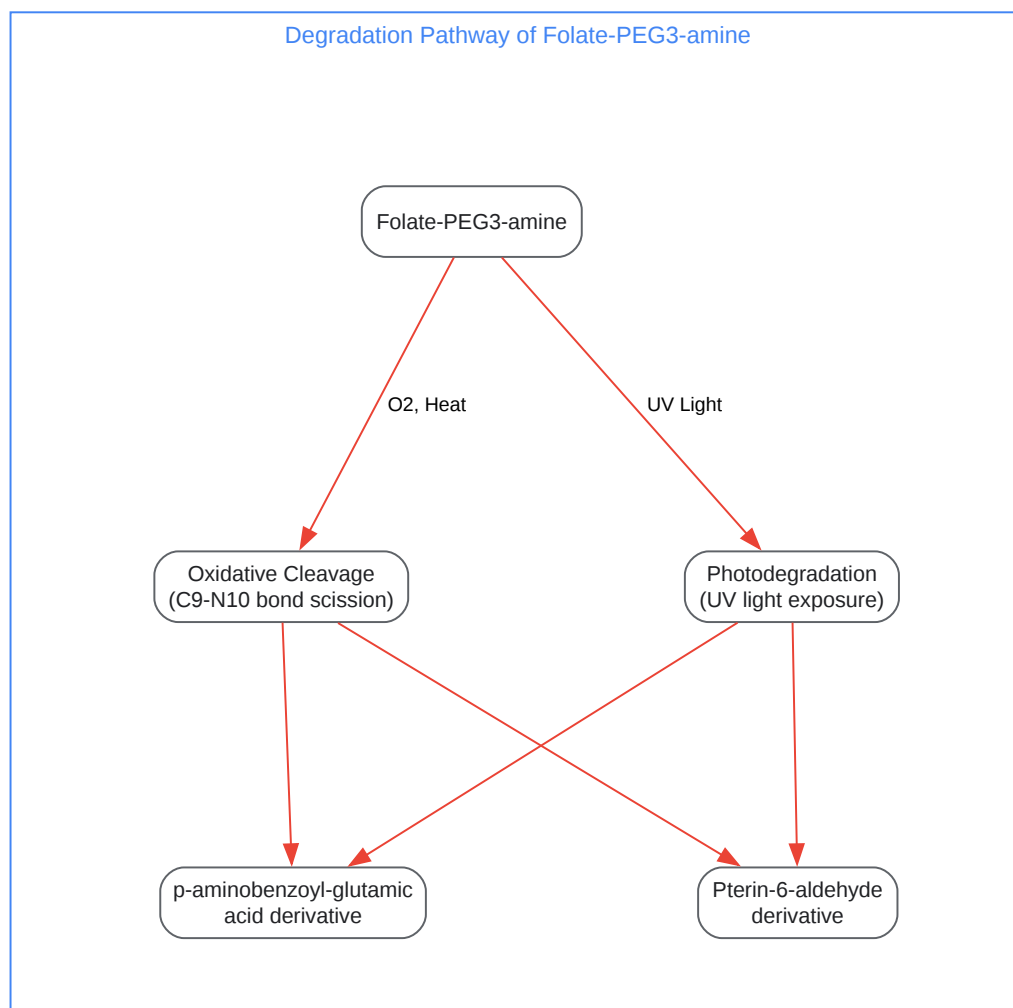 Degradation Pathway of Folate-PEG3-amine
Folate-PEG3-amine
O2, Heat
UV Light
Oxidative Cleavage
(C9-N10 bond scission)
Photodegradation
(UV light exposure)
p-aminobenzoyl-glutamic
acid derivative
Pterin-6-aldehyde
derivative